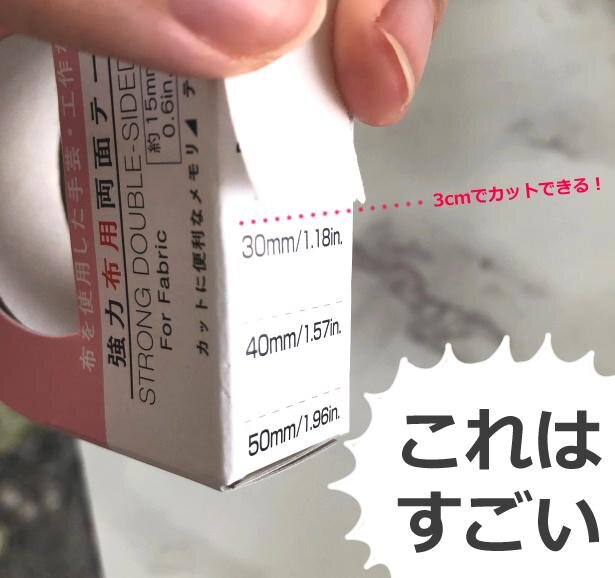 布を使用した手芸・工作
強力布用両面テー
STRONG DOUBLE-SIDED
For Fabric
約15mm
0.6in.
カットに便利なメモリ◢
テ
3cmでカットできる!
30mm/1.18in.
40mm/1.57in.
50mm/1.96in.
これは
すごい